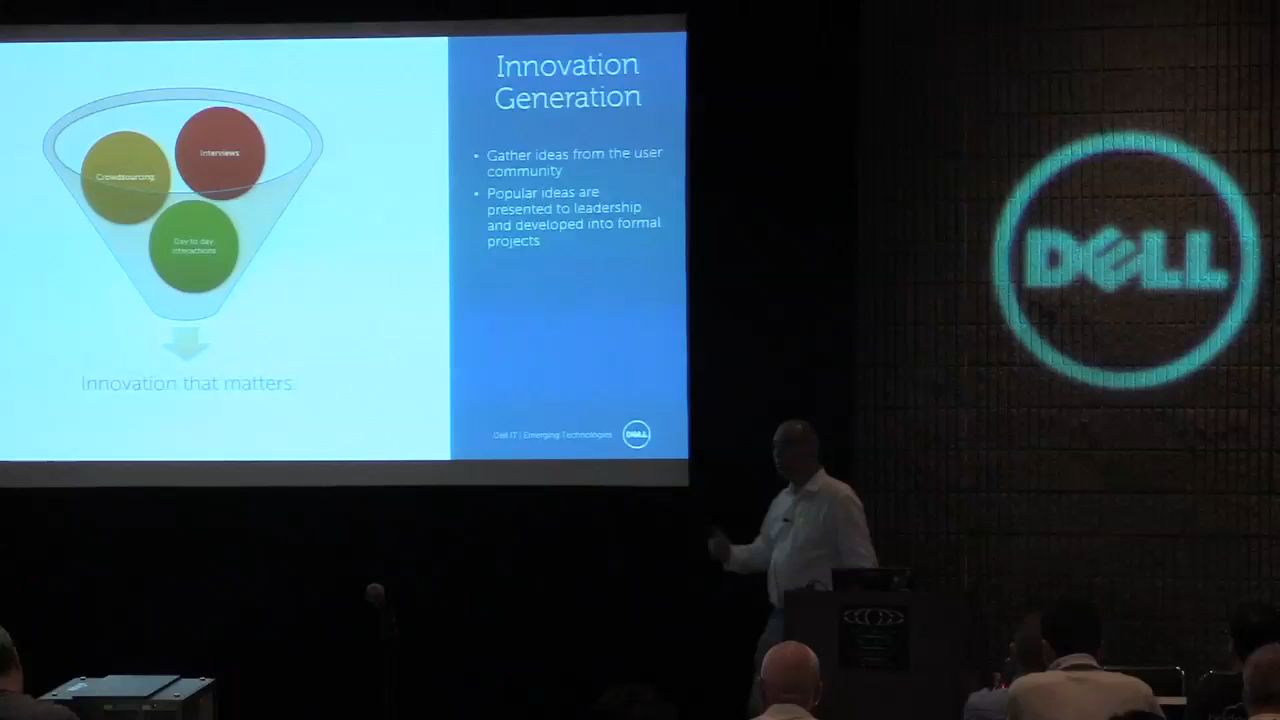 Crowdsourcing
Interviews
Day to day
interactions
Innovation that matters
Innovation
Generation
• Gather ideas from the user
community
• Popular ideas are
presented to leadership
and developed into formal
projects
Dell IT | Emerging Technologies
DELL
DELL